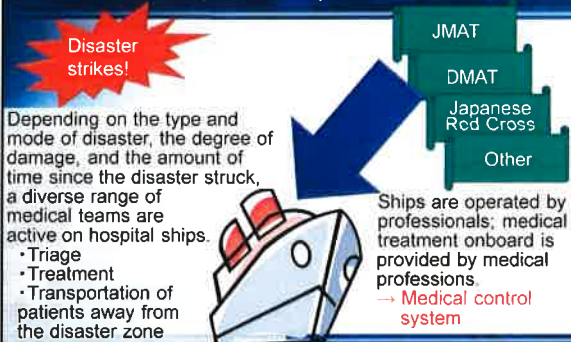 Disaster
strikes!
Depending on the type and
mode of disaster, the degree of
damage, and the amount of
time since the disaster struck,
a diverse range of
medical teams are
active on hospital ships.
・Triage
・Treatment
・Transportation of
patients away from
the disaster zone
JMAT
DMAT
Japanese
Red Cross
Other
Ships are operated by
professionals; medical
treatment onboard is
provided by medical
professions.
→ Medical control
system